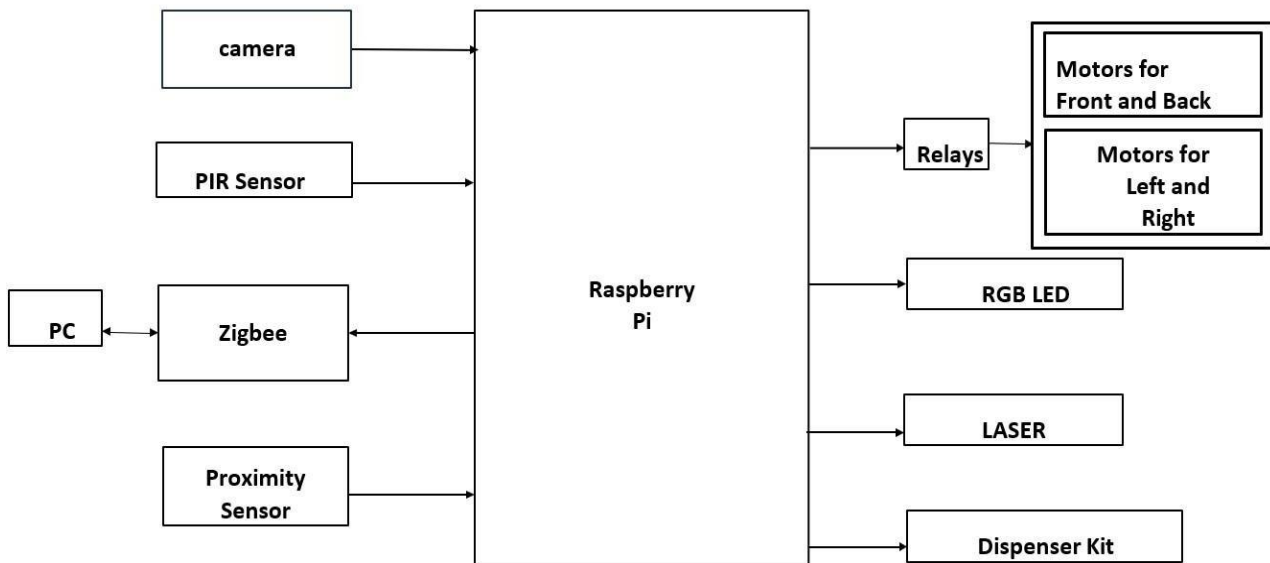 camera
PIR Sensor
PC
Zigbee
Proximity
Sensor
Raspberry
Pi
Relays
Motors for
Front and Back
Motors for
Left and
Right
RGB LED
LASER
Dispenser Kit